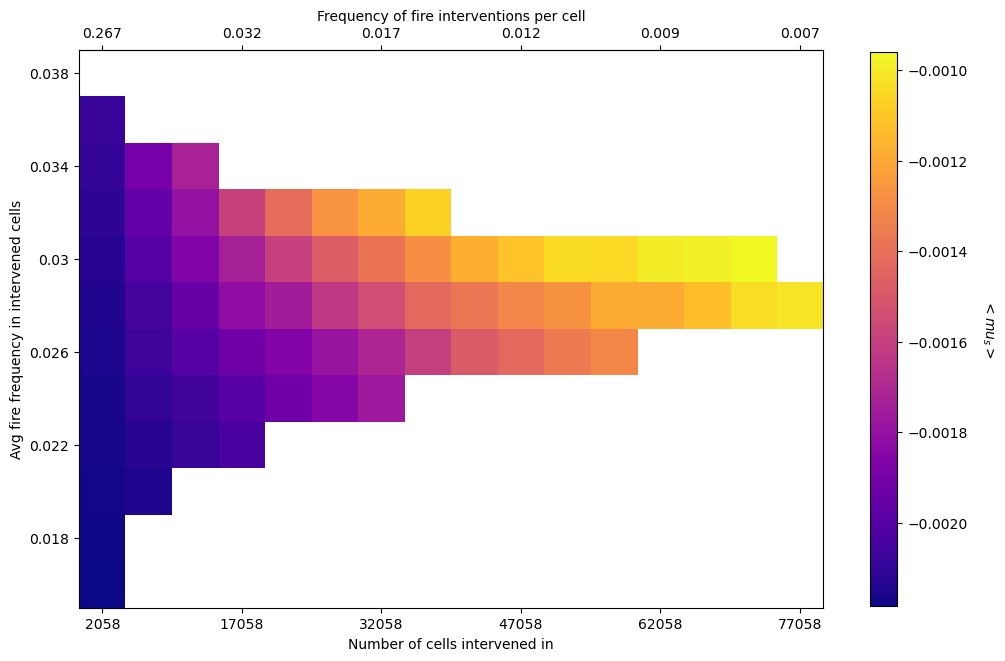 Frequency of fire interventions per cell
0.267 0.032 0.017 0.012 0.009 0.007
Avg fire frequency in intervened cells
0.038
0.034
0.03
0.026
0.022
0.018
2058 17058 32058 47058 62058 77058
Number of cells intervened in
−0.0010
−0.0012
−0.0014
−0.0016
−0.0018
−0.0020
< mu_s >